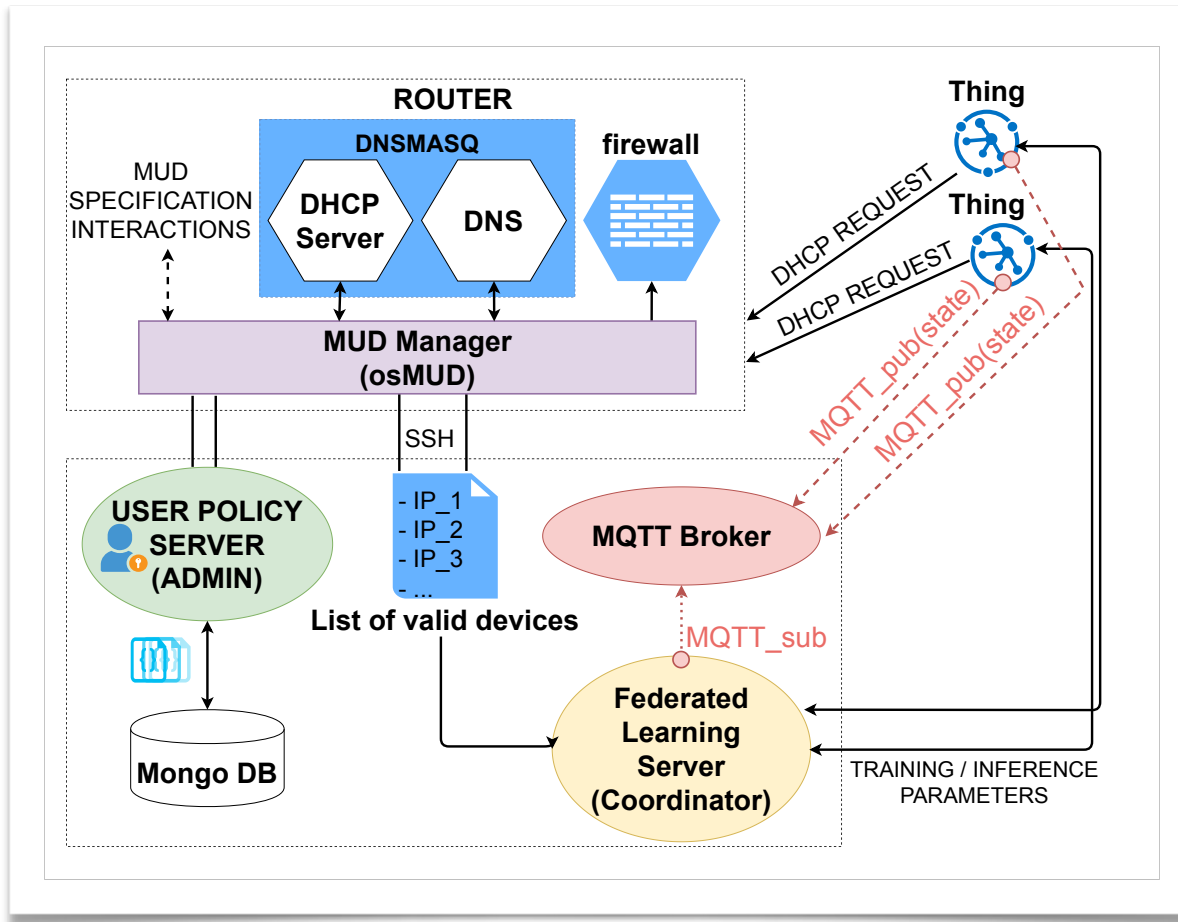 ROUTER
DNSMASQ
DHCP
Server
DNS
firewall
MUD
SPECIFICATION
INTERACTIONS
MUD Manager
(osMUD)
Thing
Thing
DHCP REQUEST
DHCP REQUEST
MQTT_pub(state)
MQTT_pub(state)
SSH
USER POLICY
SERVER
(ADMIN)
- IP_1
- IP_2
- IP_3
- ...
List of valid devices
MQTT Broker
MQTT_sub
{}
Mongo DB
Federated
Learning
Server
(Coordinator)
TRAINING / INFERENCE
PARAMETERS